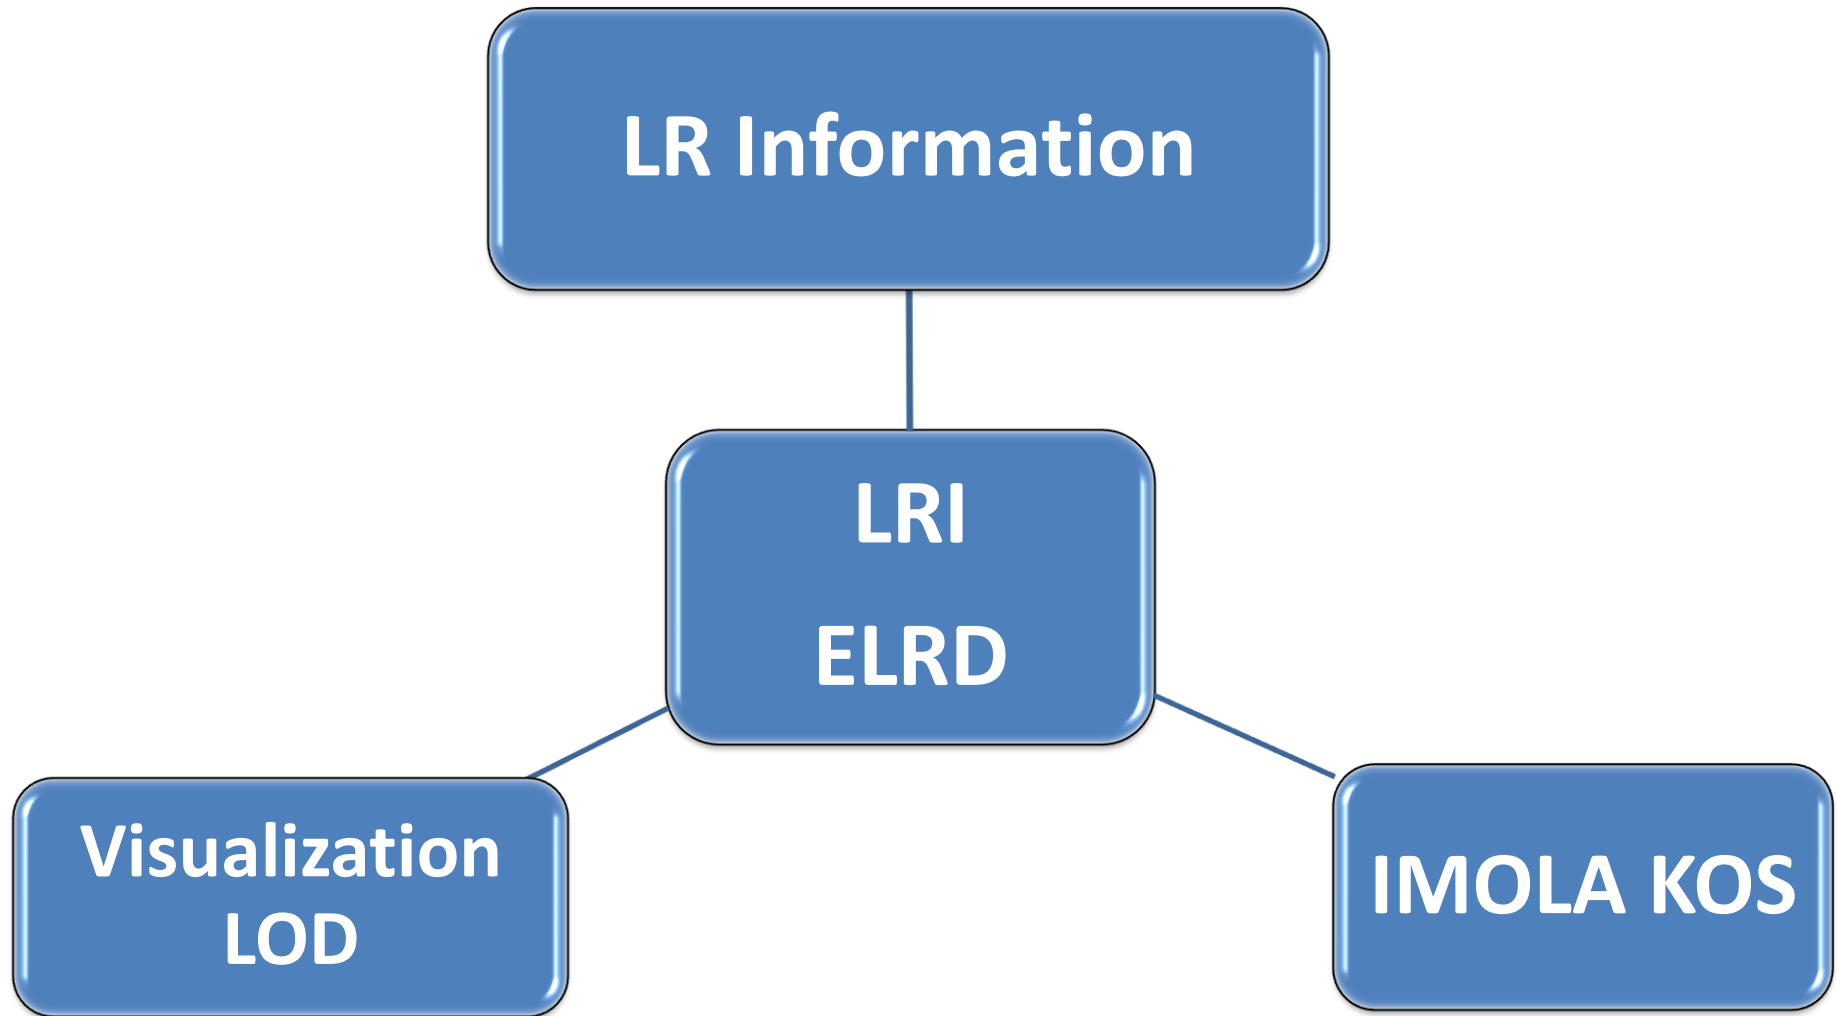 LR Information
LRI
ELRD
Visualization
LOD
IMOLA KOS